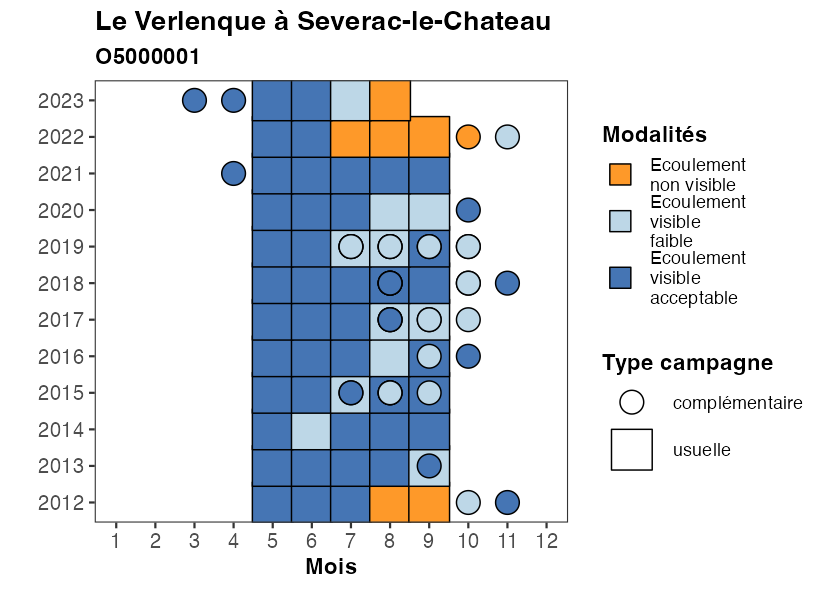 Le Verlenque à Severac-le-Chateau
O5000001
2023
2022
2021
2020
2019
2018
2017
2016
2015
2014
2013
2012
1 2 3 4 5 6 7 8 9 10 11 12
Mois
Modalités
Ecoulement
non visible
Ecoulement
visible
faible
Ecoulement
visible
acceptable
Type campagne
complémentaire
usuelle